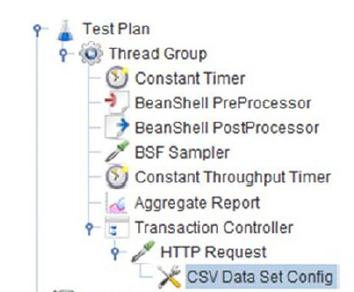 Test Plan
Thread Group
Constant Timer
BeanShell PreProcessor
BeanShell PostProcessor
BSF Sampler
Constant Throughput Timer
Aggregate Report
Transaction Controller
HTTP Request
CSV Data Set Config